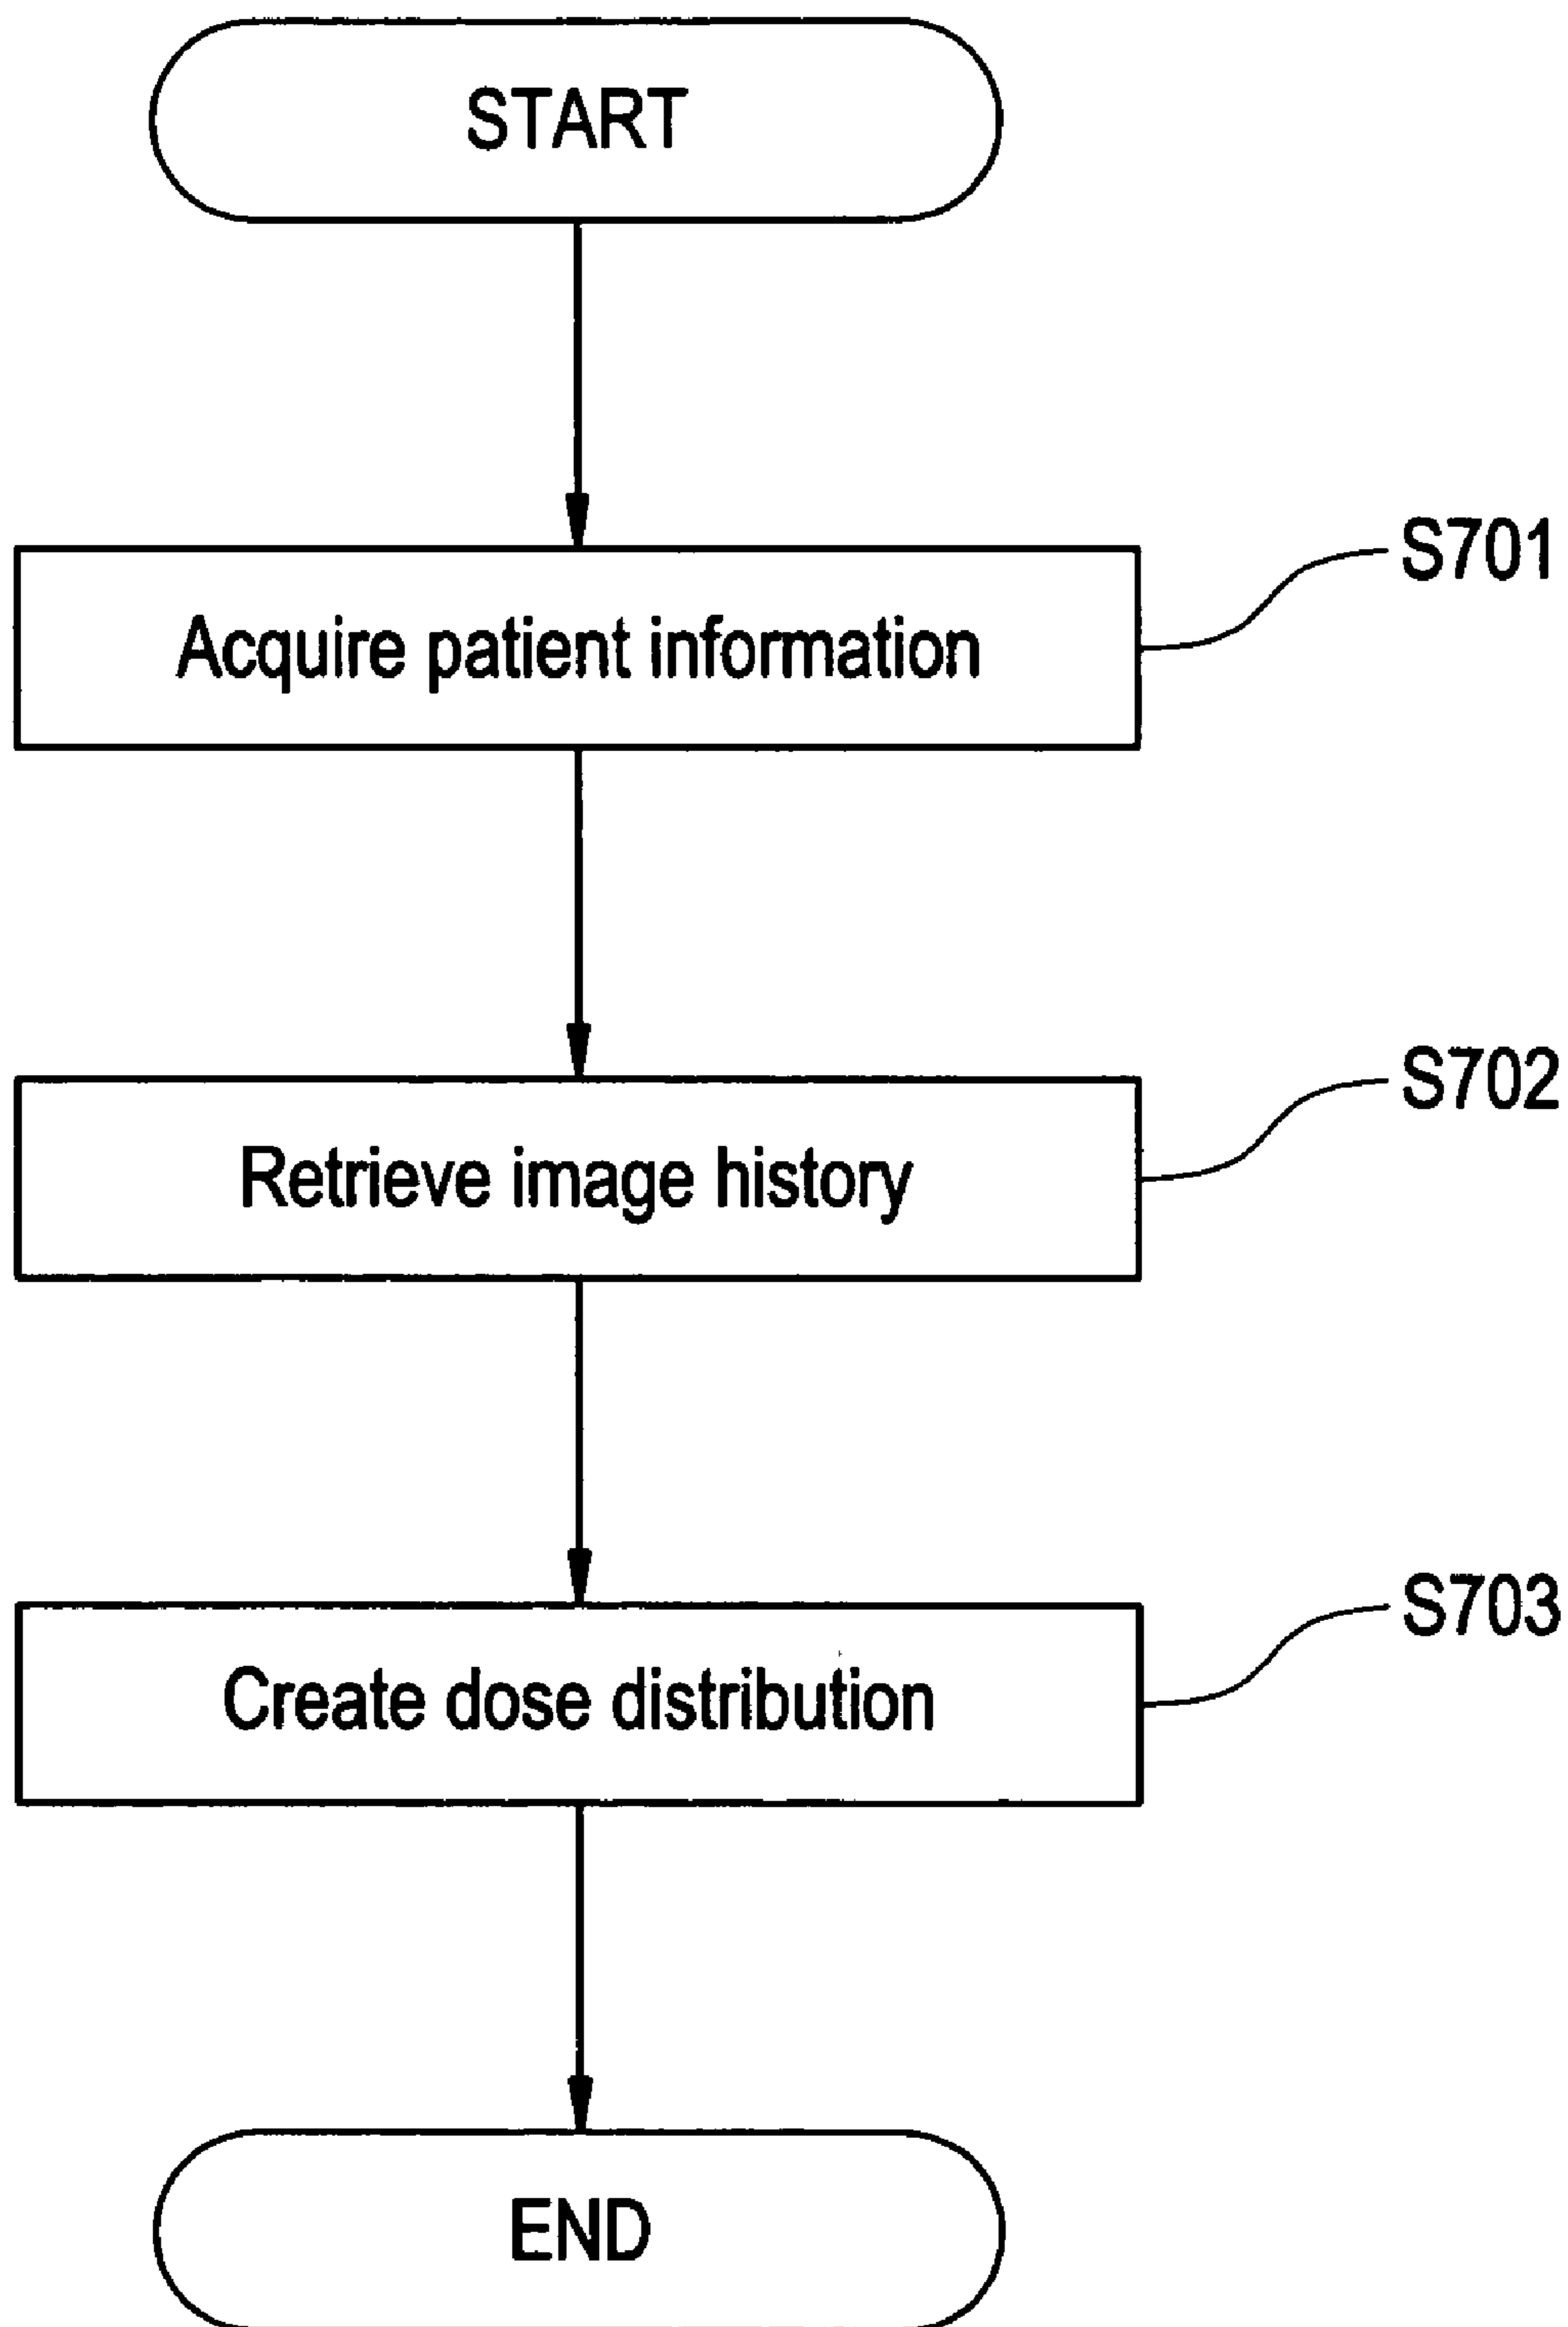 START
S701
Acquire patient information
S702
Retrieve image history
S703
Create dose distribution
END